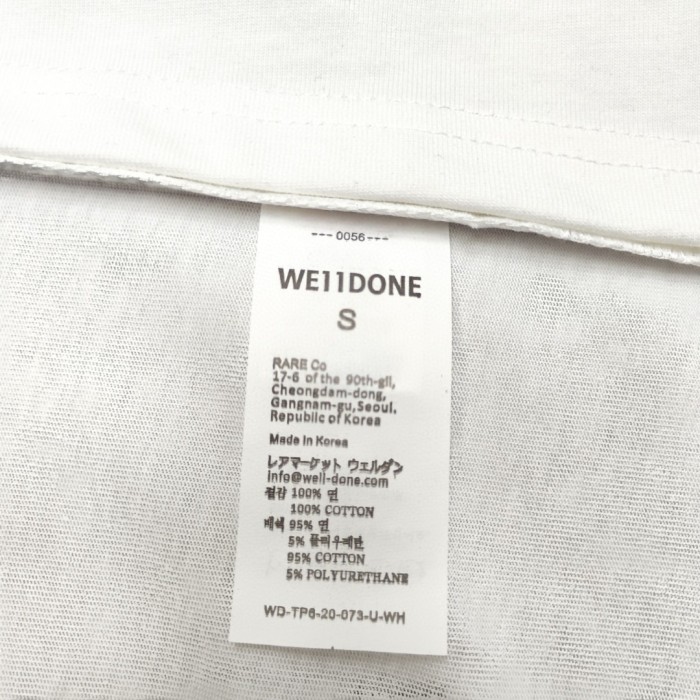 ---0056---
WE11DONE
S
RARE Co
17-6 of the 90th-gil,
Cheongdam-dong,
Gangnam-gu,Seoul,
Republic of Korea
Made in Korea
レアマーケット ウェルダン
info@well-done.com
겉감 100% 면
100% COTTON
배색 95% 면
5% 폴리우레탄
95% COTTON
5% POLYURETHANE
WD-TP6-20-073-U-WH